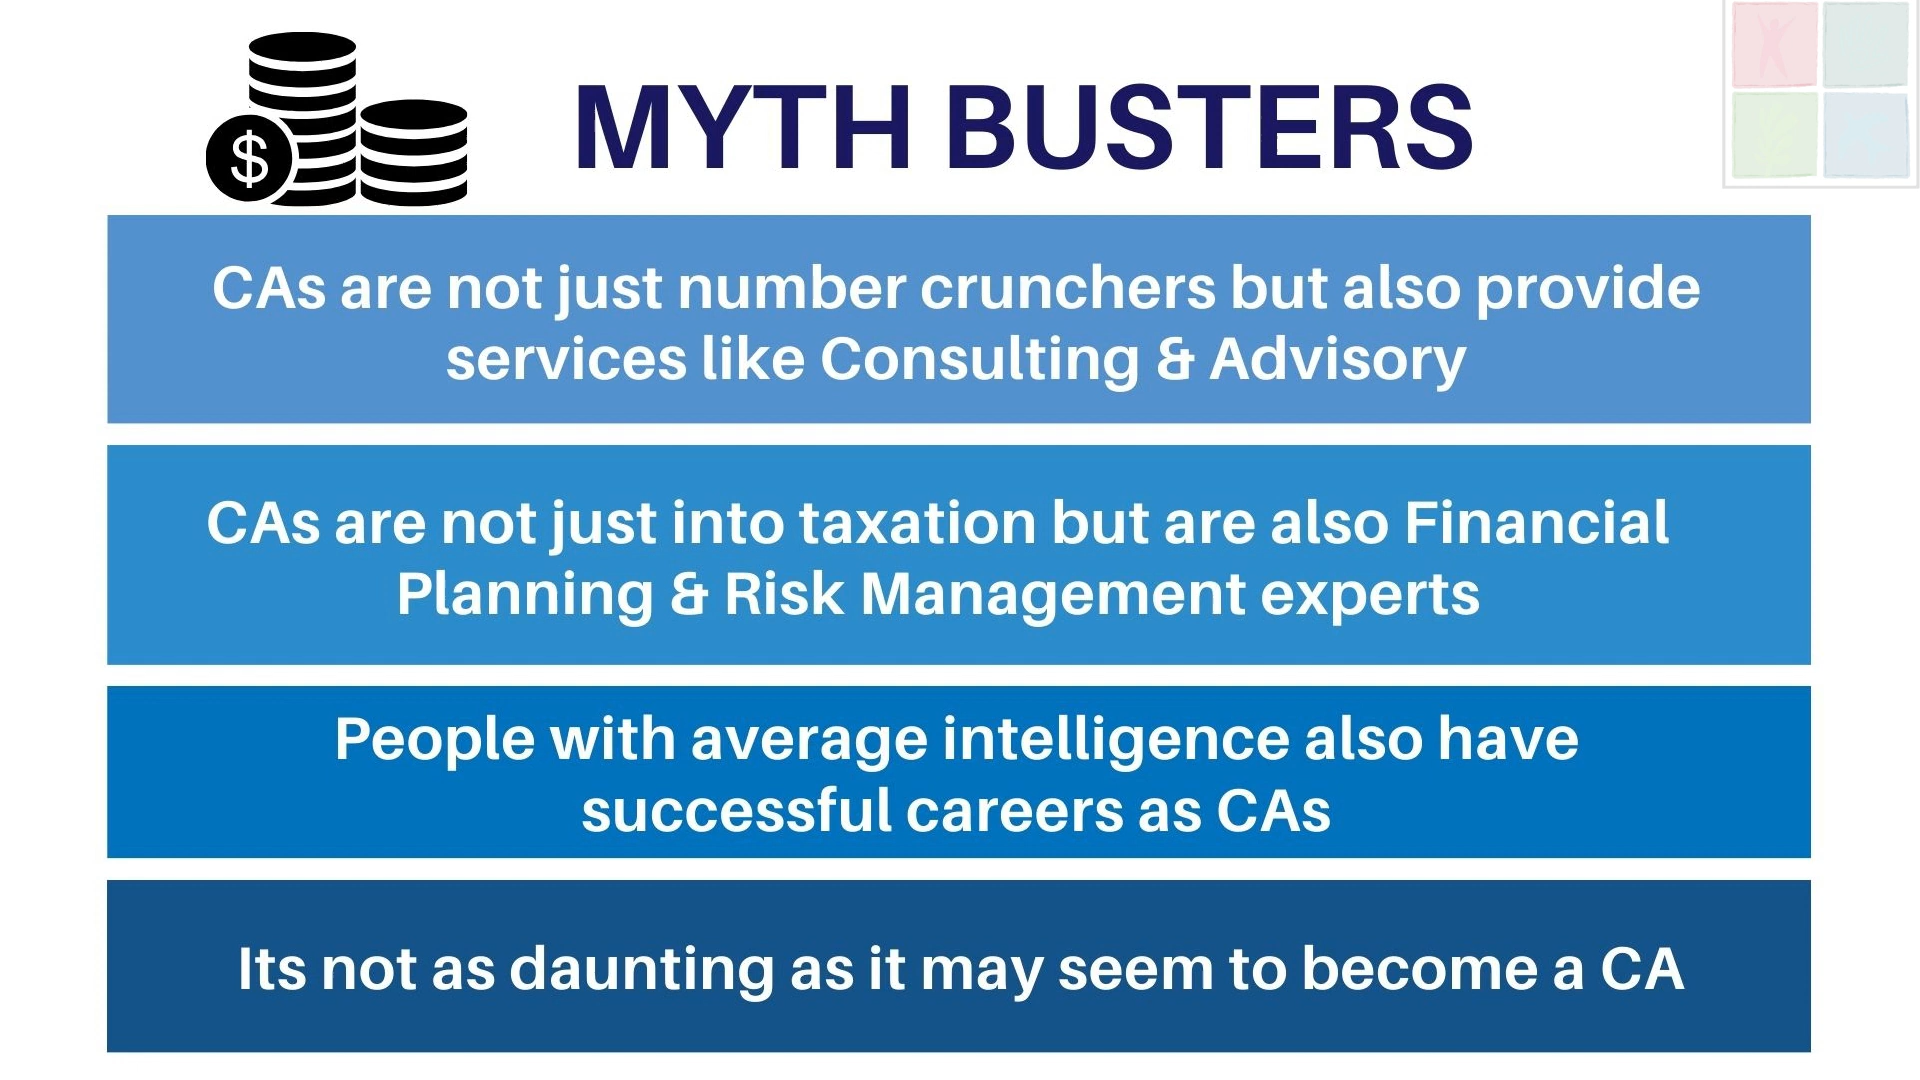 MYTH BUSTERS
$
CAs are not just number crunchers but also provide
services like Consulting & Advisory
CAs are not just into taxation but are also Financial
Planning & Risk Management experts
People with average intelligence also have
successful careers as CAs
Its not as daunting as it may seem to become a CA